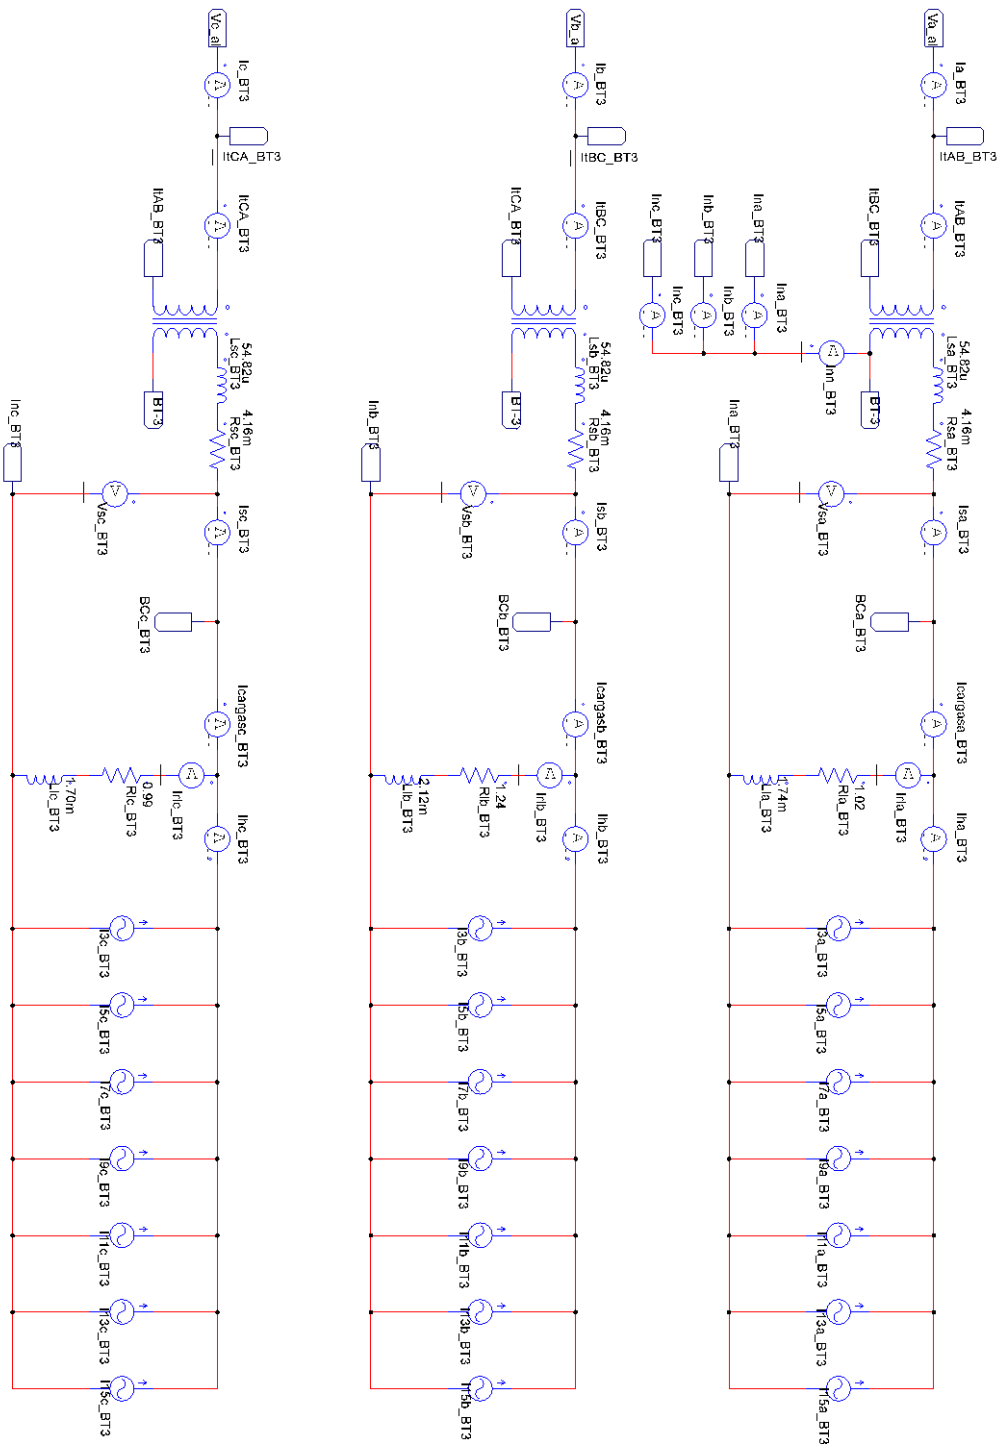 Va_al
Ia_BT3
ItAB_BT3
ItAB_BT3
ItBC_BT3
54.82u
Lsa_BT3
4.16m
Rsa_BT3
BT-3
Inn_BT3
Ina_BT3
Ina_BT3
Inb_BT3
Inb_BT3
Inc_BT3
Inc_BT3
Ina_BT3
Vsa_BT3
Isa_BT3
BCa_BT3
Icargasa_BT3
Irla_BT3
1.02
Rla_BT3
1.74m
Lla_BT3
Iha_BT3
I3a_BT3
I5a_BT3
I7a_BT3
I9a_BT3
I11a_BT3
I13a_BT3
I15a_BT3
Vb_al
Ib_BT3
ItBC_BT3
ItBC_BT3
ItCA_BT3
54.82u
Lsb_BT3
4.16m
Rsb_BT3
BT-3
Inb_BT3
Vsb_BT3
Isb_BT3
BCb_BT3
Icargasb_BT3
Irlb_BT3
1.24
Rlb_BT3
2.12m
Llb_BT3
Ihb_BT3
I3b_BT3
I5b_BT3
I7b_BT3
I9b_BT3
I11b_BT3
I13b_BT3
I15b_BT3
Vc_al
Ic_BT3
ItCA_BT3
ItCA_BT3
ItAB_BT3
54.82u
Lsc_BT3
4.16m
Rsc_BT3
BT-3
Inc_BT3
Vsc_BT3
Isc_BT3
BCc_BT3
Icargasc_BT3
Irlc_BT3
0.99
Rlc_BT3
1.70m
Llc_BT3
Ihc_BT3
I3c_BT3
I5c_BT3
I7c_BT3
I9c_BT3
I11c_BT3
I13c_BT3
I15c_BT3